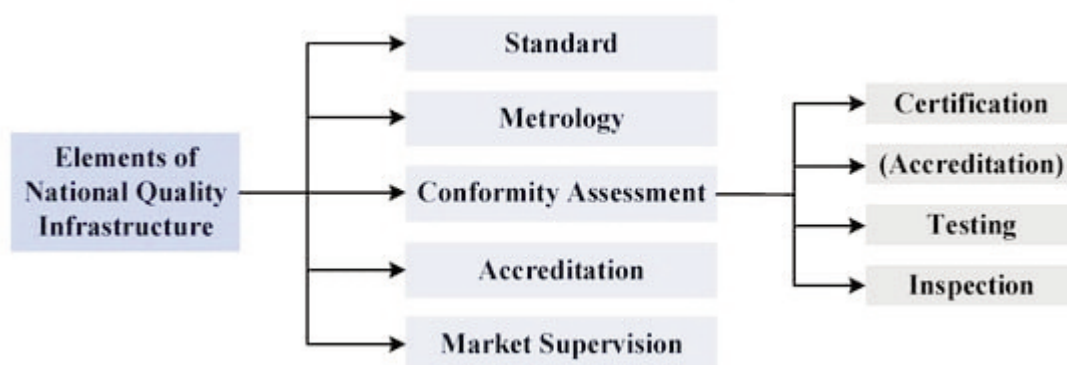 Elements of
National Quality
Infrastructure
Standard
Metrology
Conformity Assessment
Accreditation
Market Supervision
Certification
(Accreditation)
Testing
Inspection